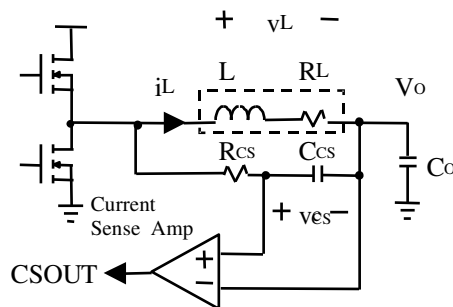 + vL −
iL L RL VO
RCS CCS CO
+ vCS −
Current
Sense Amp
CSOUT
+
−